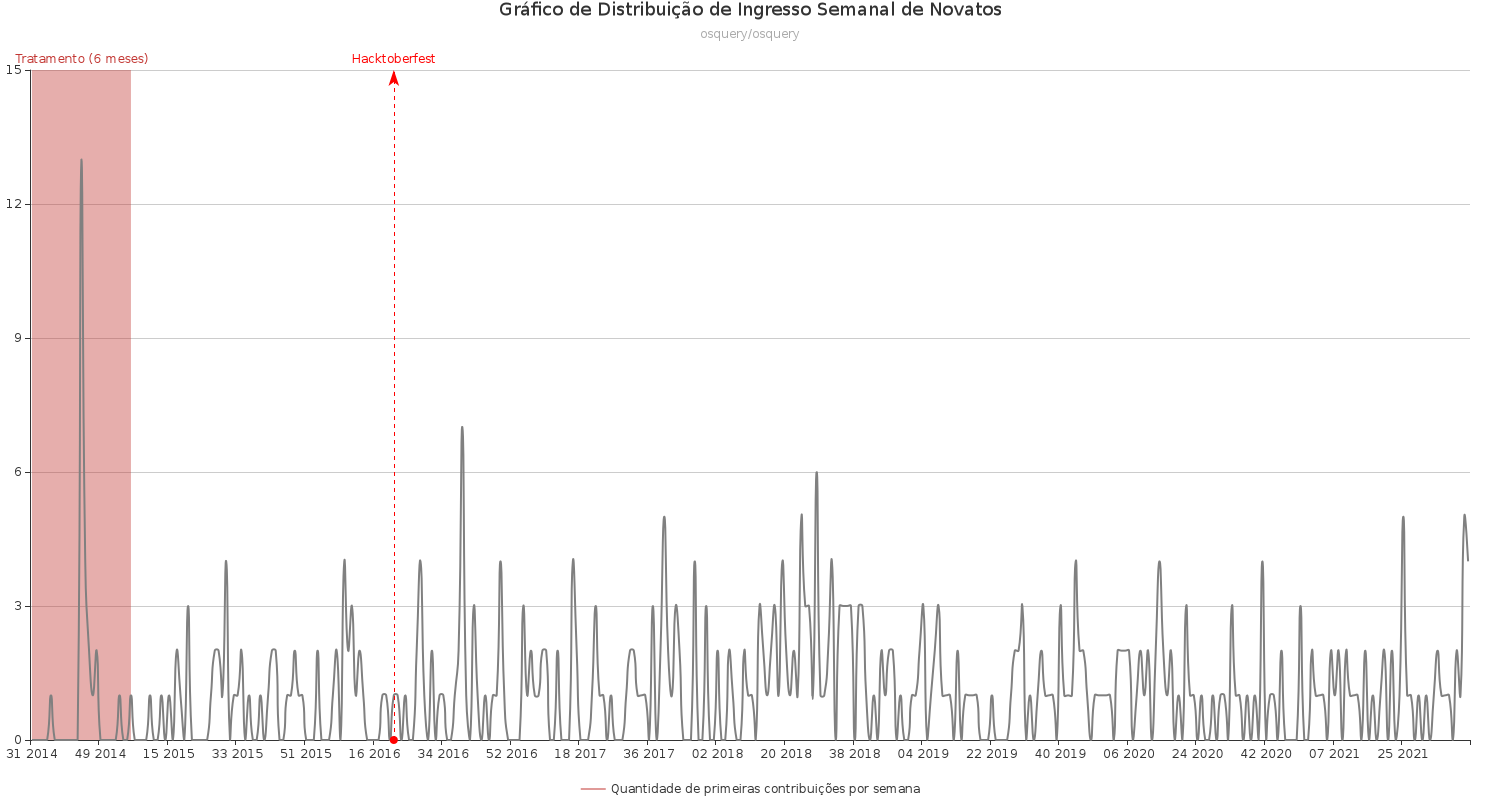 Gráfico de Distribuição de Ingresso Semanal de Novatos
osquery/osquery
Tratamento (6 meses)
Hacktoberfest
15
12
9
6
3
0
31 2014 49 2014 15 2015 33 2015 51 2015 16 2016 34 2016 52 2016 18 2017 36 2017 02 2018 20 2018 38 2018 04 2019 22 2019 40 2019 06 2020 24 2020 42 2020 07 2021 25 2021
Quantidade de primeiras contribuições por semana